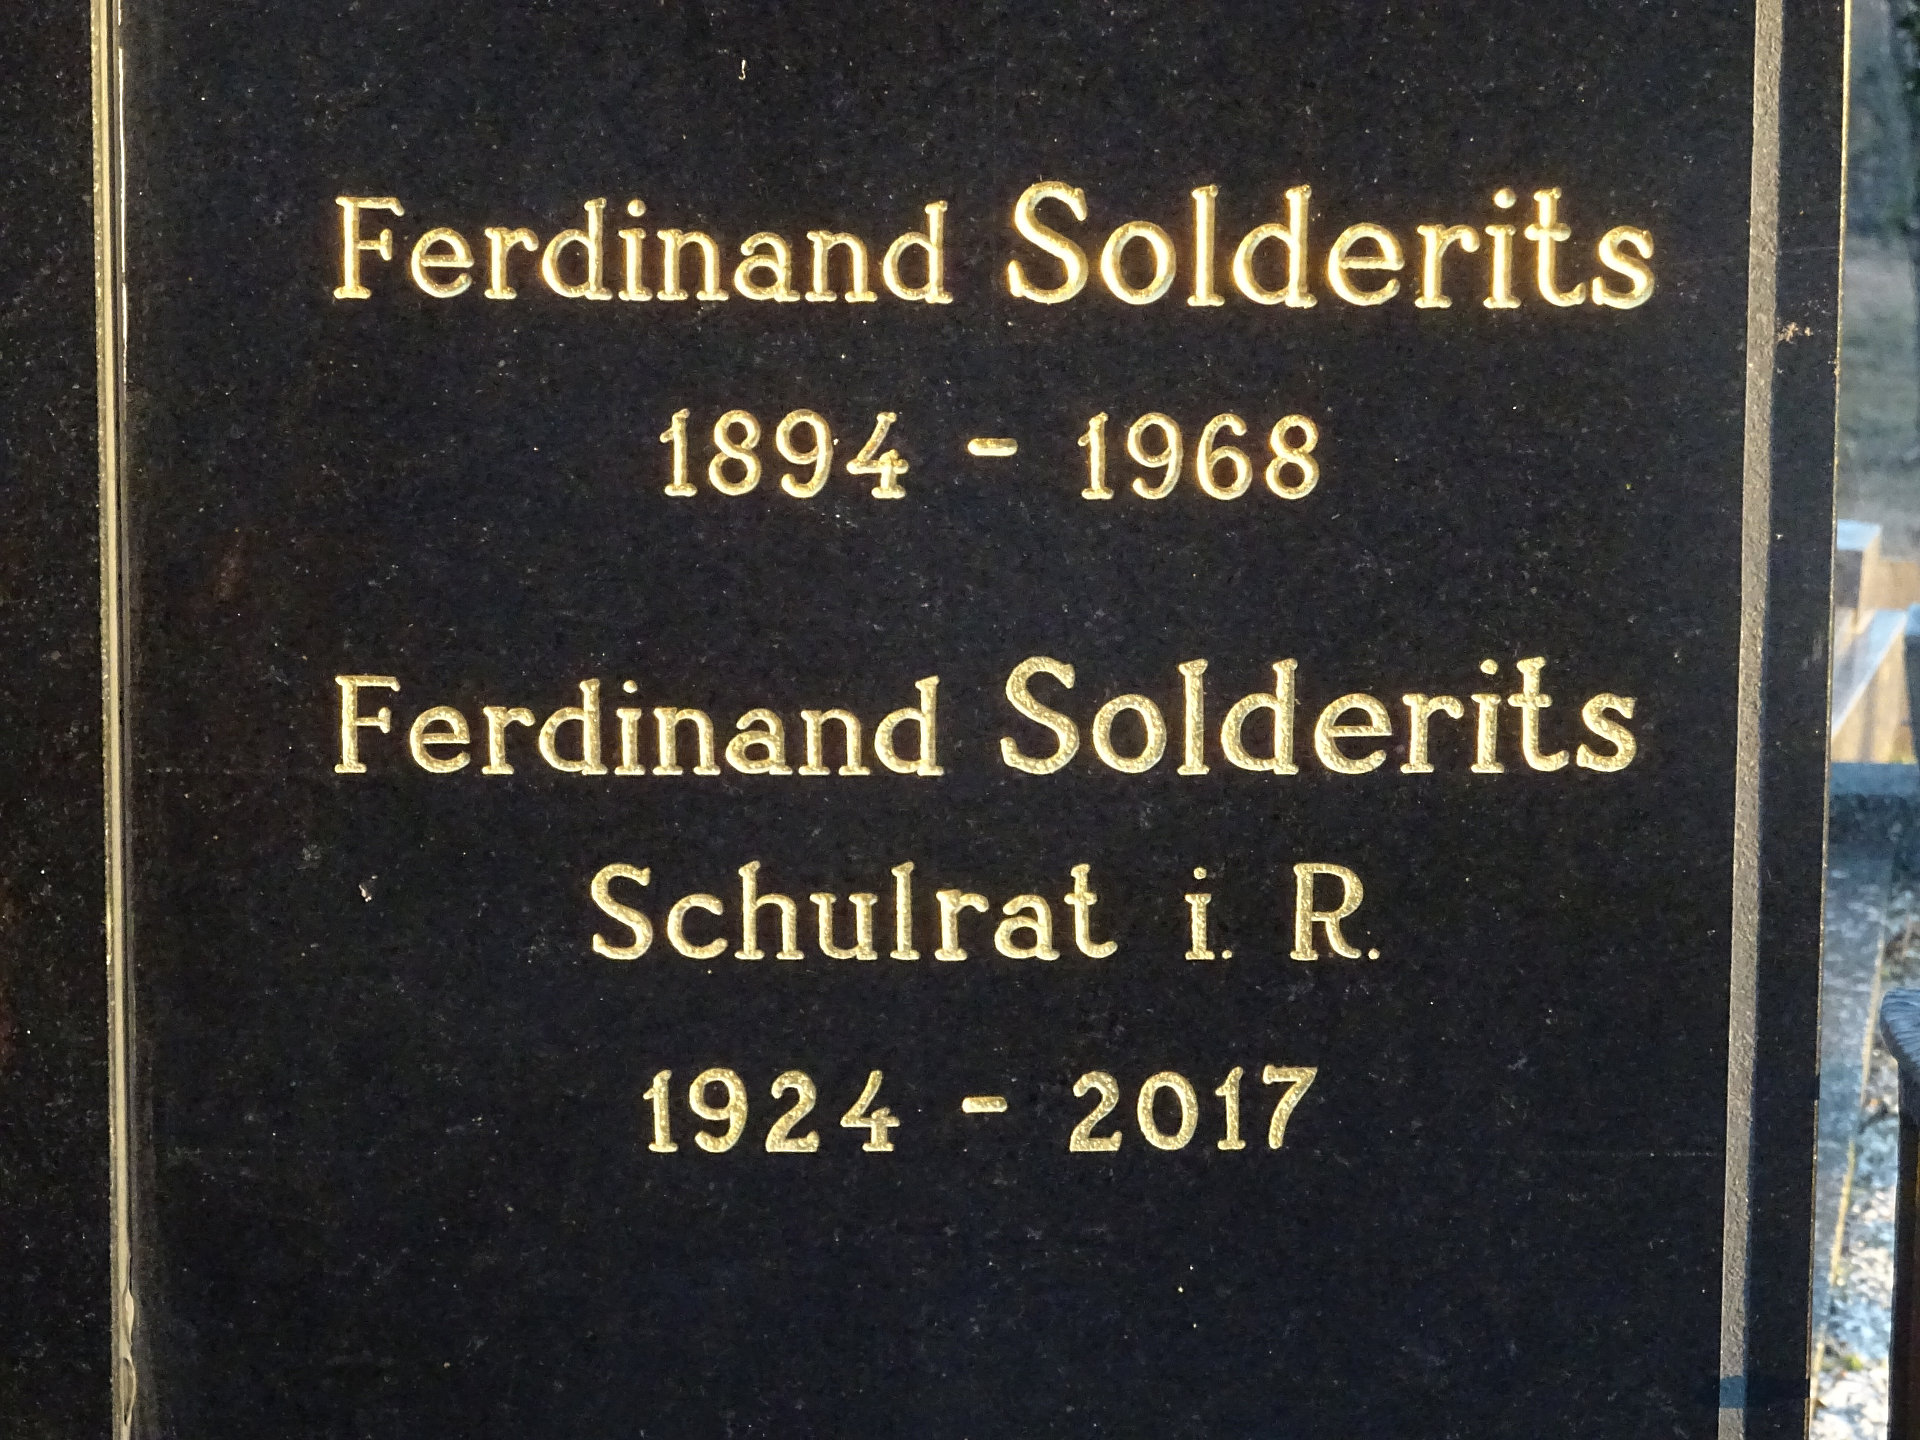 Ferdinand Solderits
1894 - 1968
Ferdinand Solderits
Schulrat i. R.
1924 - 2017